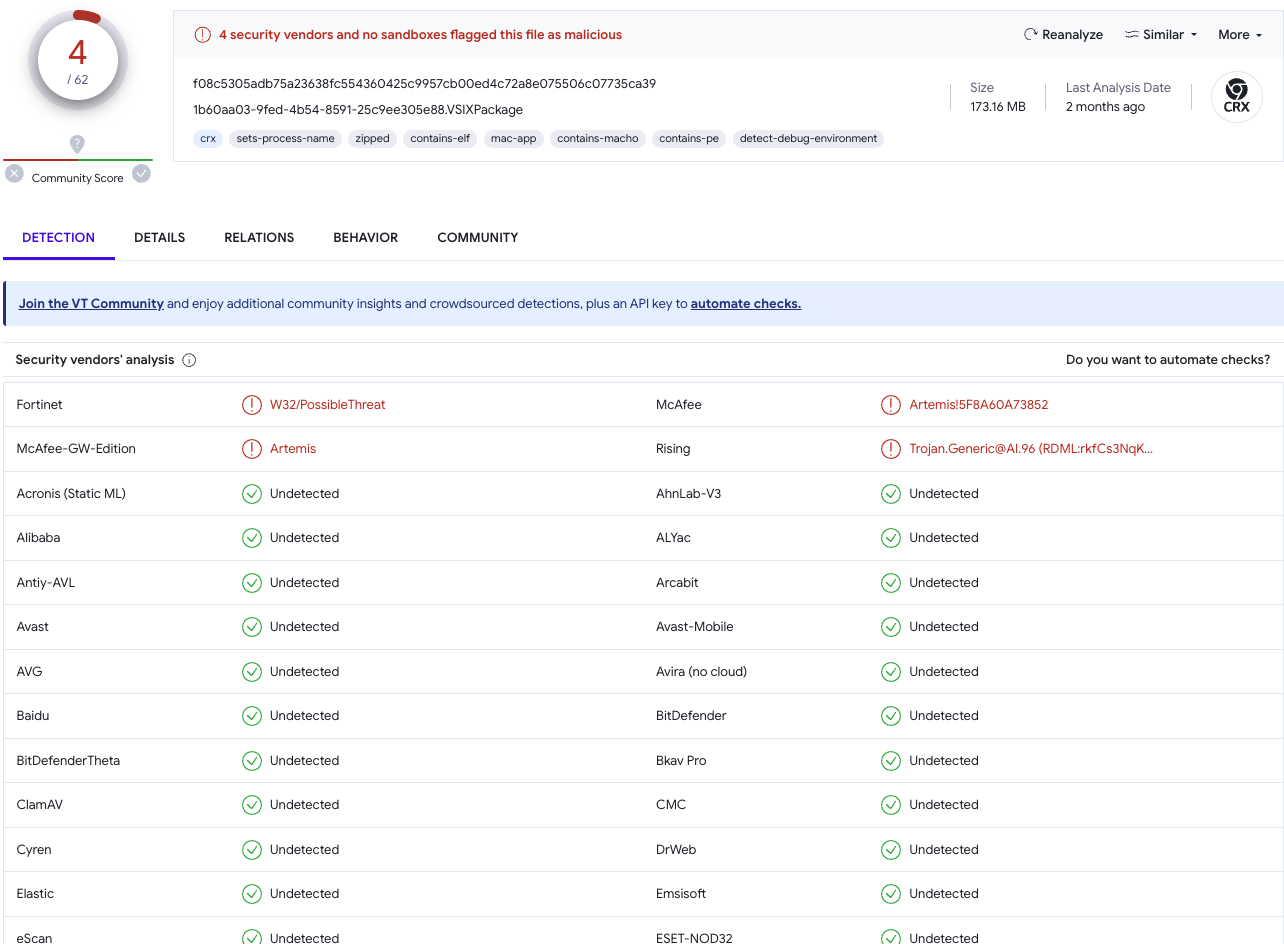 4
/ 62
?
Community Score
4 security vendors and no sandboxes flagged this file as malicious
Reanalyze
Similar
More
f08c5305adb75a23638fc554360425c9957cb00ed4c72a8e075506c07735ca39
1b60aa03-9fed-4b54-8591-25c9ee305e88.VSIXPackage
crx sets-process-name zipped contains-elf mac-app contains-macho contains-pe detect-debug-environment
Size
173.16 MB
Last Analysis Date
2 months ago
CRX
DETECTION DETAILS RELATIONS BEHAVIOR COMMUNITY
Join the VT Community and enjoy additional community insights and crowdsourced detections, plus an API key to automate checks.
Security vendors' analysis Do you want to automate checks?
Fortinet W32/PossibleThreat McAfee Artemis!5F8A60A73852
McAfee-GW-Edition Artemis Rising Trojan.Generic@AI.96 (RDML:rkfCs3NqK...
Acronis (Static ML) Undetected AhnLab-V3 Undetected
Alibaba Undetected ALYac Undetected
Antiy-AVL Undetected Arcabit Undetected
Avast Undetected Avast-Mobile Undetected
AVG Undetected Avira (no cloud) Undetected
Baidu Undetected BitDefender Undetected
BitDefenderTheta Undetected Bkav Pro Undetected
ClamAV Undetected CMC Undetected
Cyren Undetected DrWeb Undetected
Elastic Undetected Emsisoft Undetected
eScan Undetected ESET-NOD32 Undetected